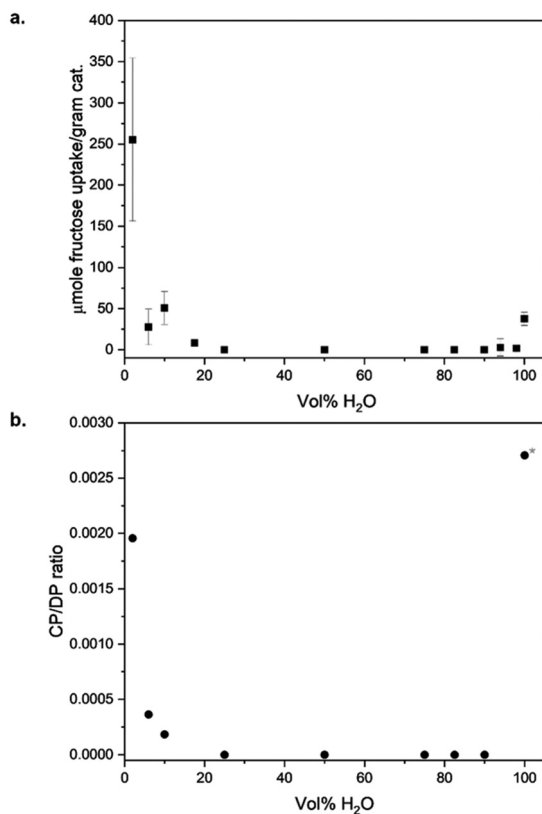 a.
μmole fructose uptake/gram cat.
400
350
300
250
200
150
100
50
0
0 20 40 60 80 100
Vol% H₂O
b.
CP/DP ratio
0.0030
0.0025
0.0020
0.0015
0.0010
0.0005
0.0000
*
0 20 40 60 80 100
Vol% H₂O